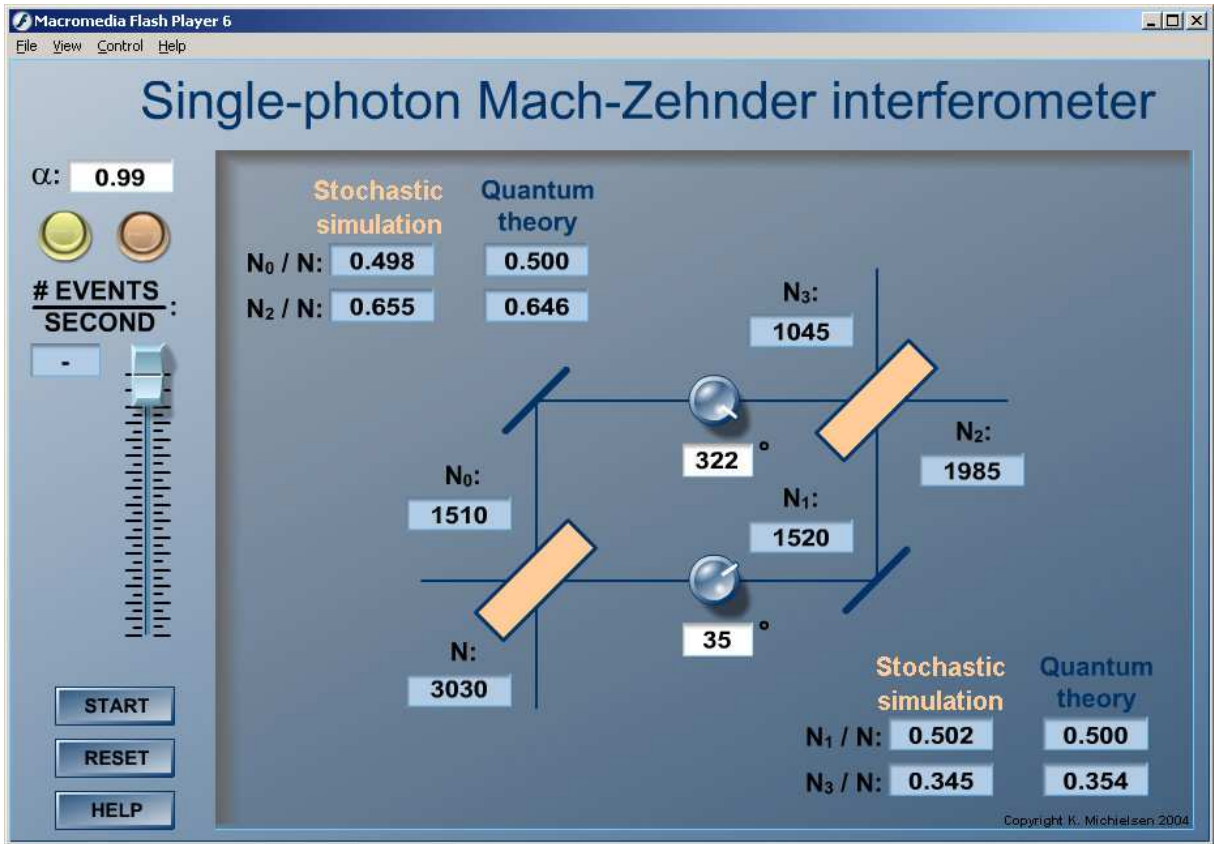 Macromedia Flash Player 6
File View Control Help
Single-photon Mach-Zehnder interferometer
α: 0.99
Stochastic simulation
Quantum theory
N₀ / N: 0.498 0.500
N₂ / N: 0.655 0.646
# EVENTS
SECOND :
-
N₃:
1045
322 °
N₂:
1985
N₀:
1510
N₁:
1520
35 °
N:
3030
Stochastic simulation
Quantum theory
N₁ / N: 0.502 0.500
N₃ / N: 0.345 0.354
START
RESET
HELP
Copyright K. Michielsen 2004